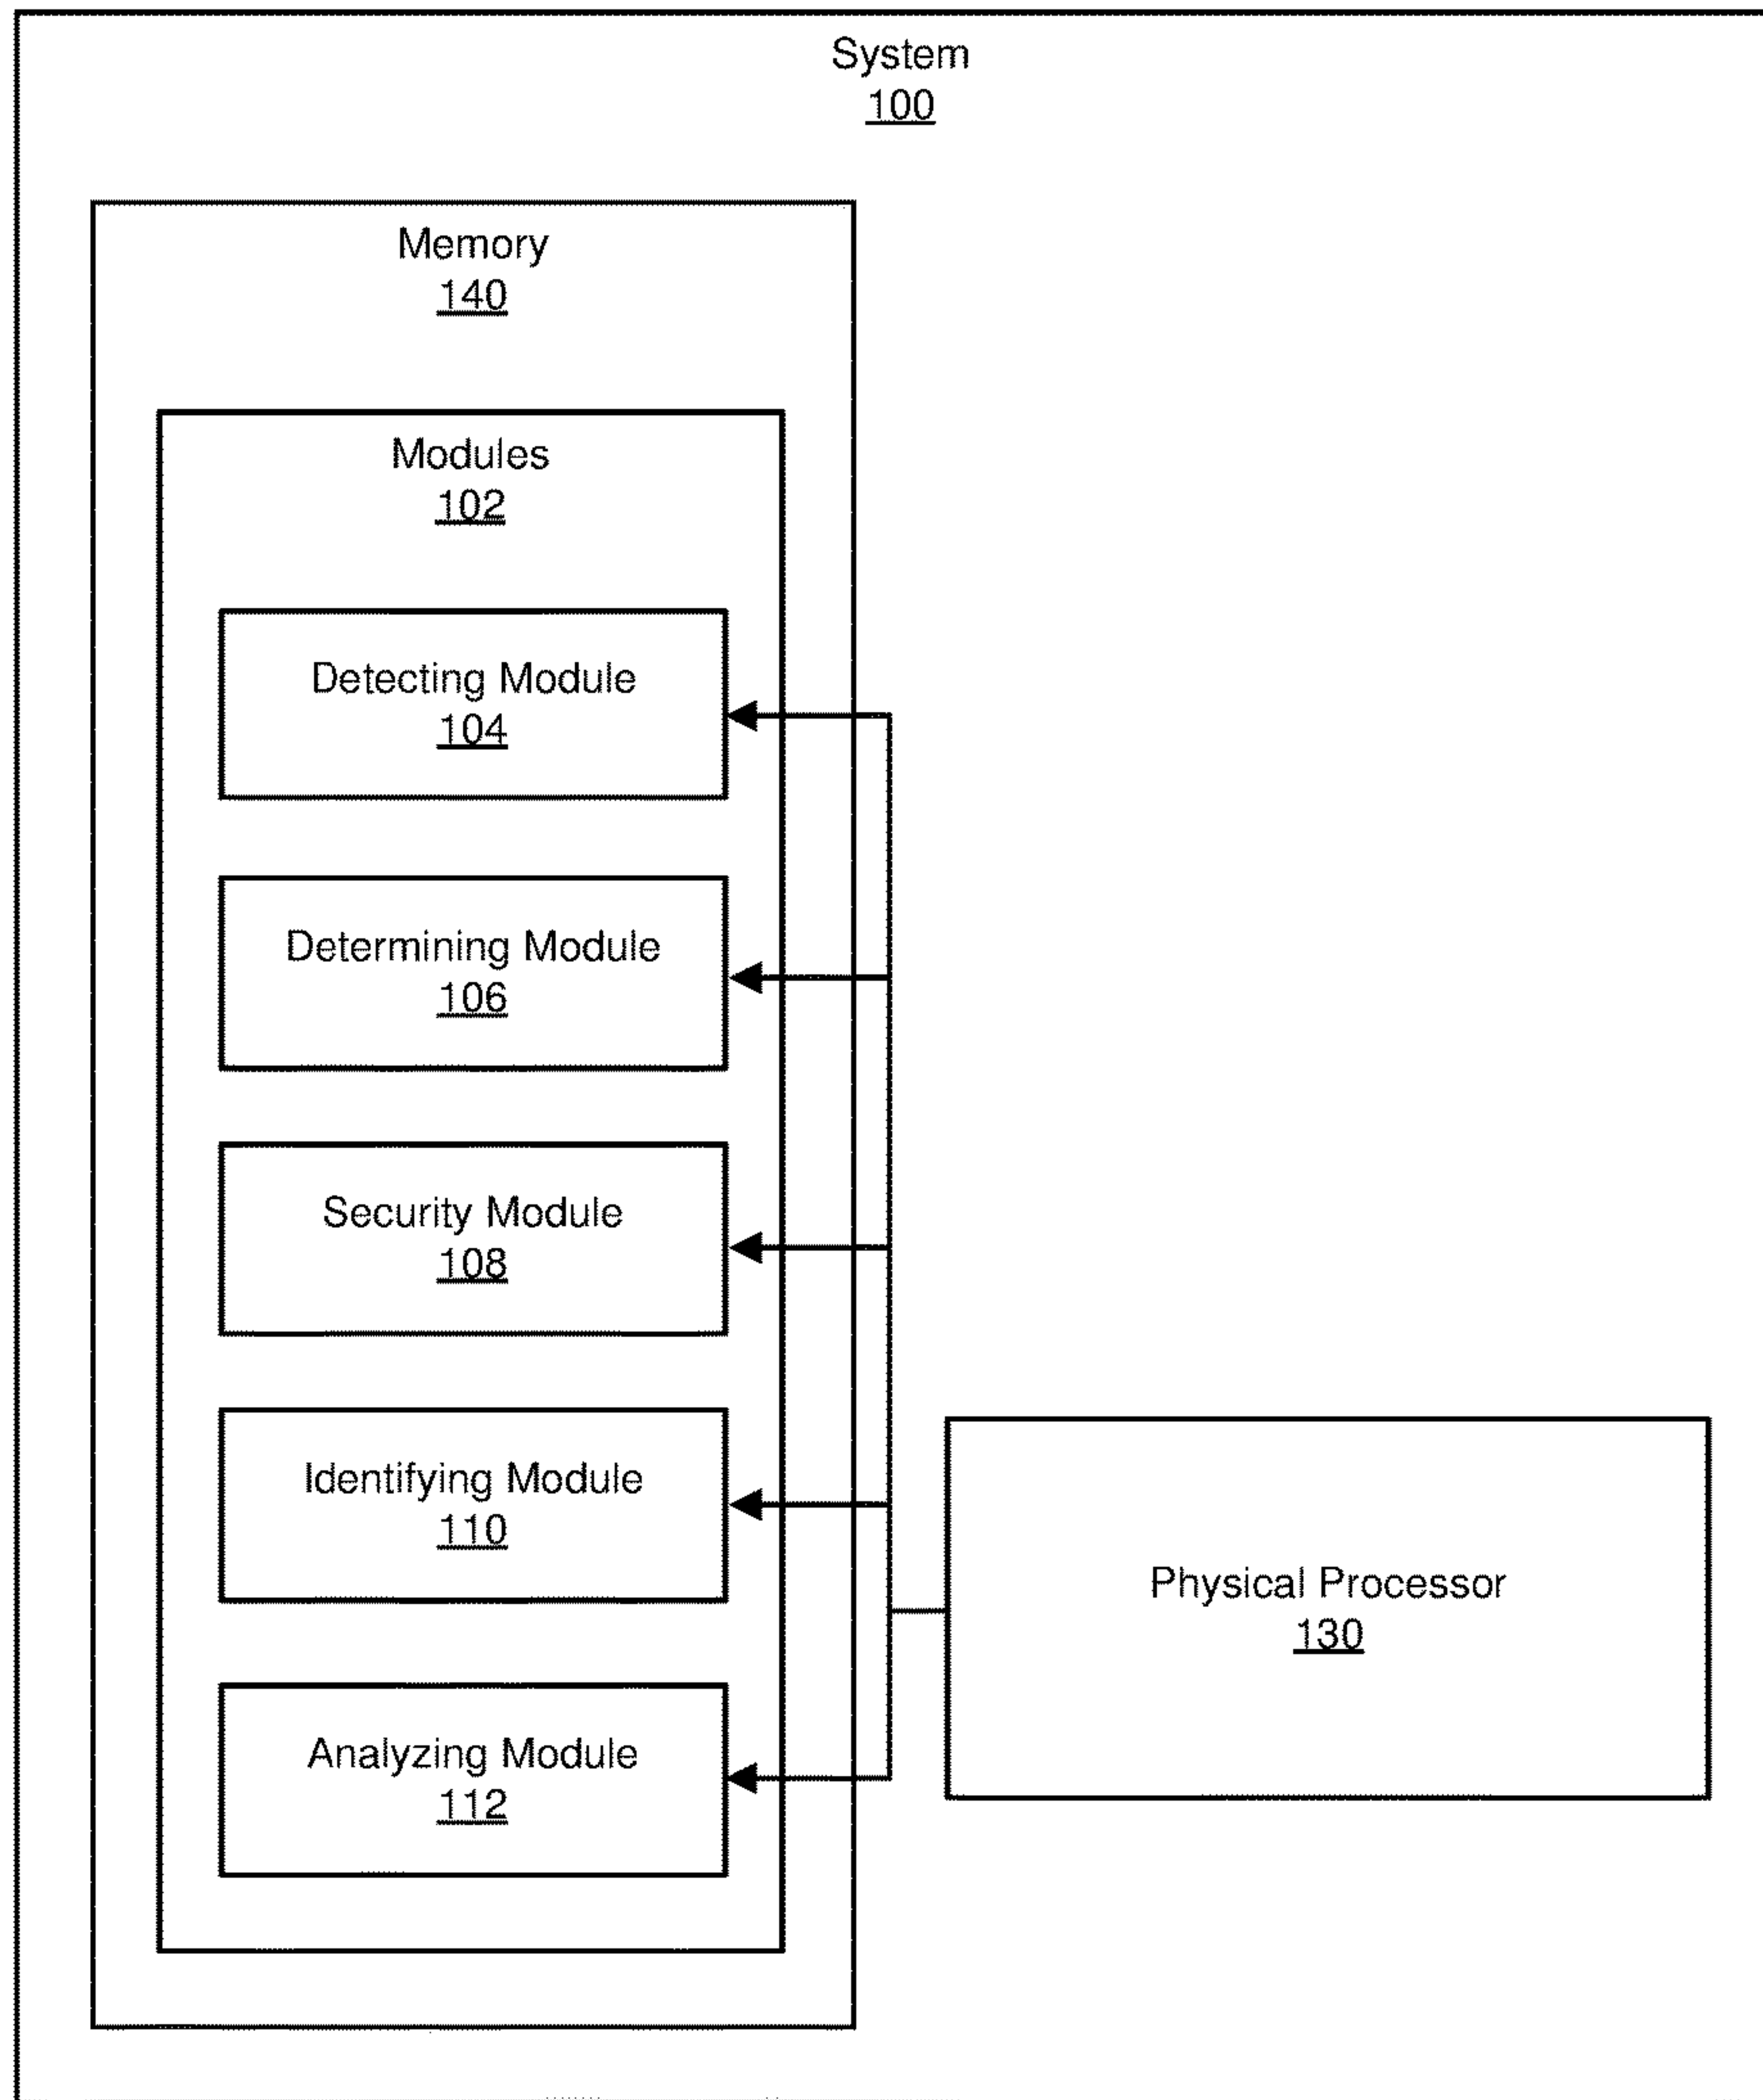 System
100
Memory
140
Modules
102
Detecting Module
104
Determining Module
106
Security Module
108
Identifying Module
110
Physical Processor
130
Analyzing Module
112